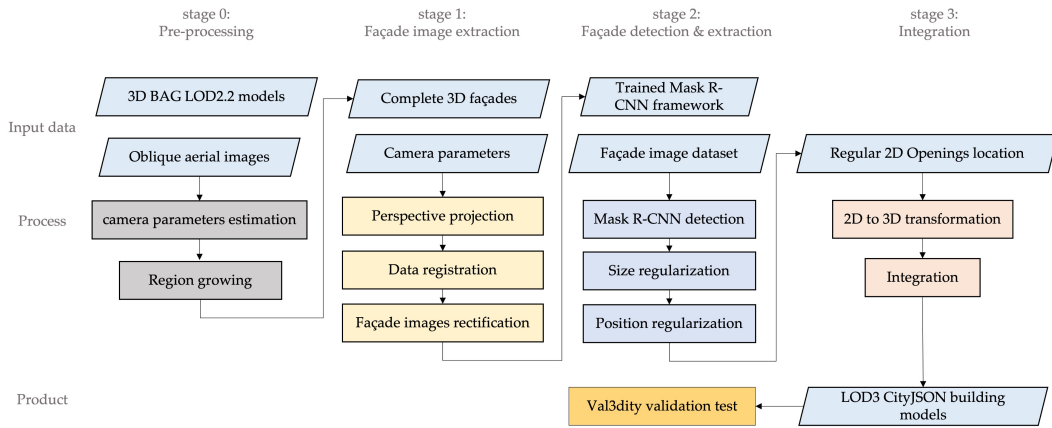 stage 0:
Pre-processing
stage 1:
Façade image extraction
stage 2:
Façade detection & extraction
stage 3:
Integration
Input data
3D BAG LOD2.2 models
Oblique aerial images
Complete 3D façades
Camera parameters
Trained Mask R-
CNN framework
Façade image dataset
Regular 2D Openings location
Process
camera parameters estimation
Region growing
Perspective projection
Data registration
Façade images rectification
Mask R-CNN detection
Size regularization
Position regularization
2D to 3D transformation
Integration
Product
Val3dity validation test
LOD3 CityJSON building
models